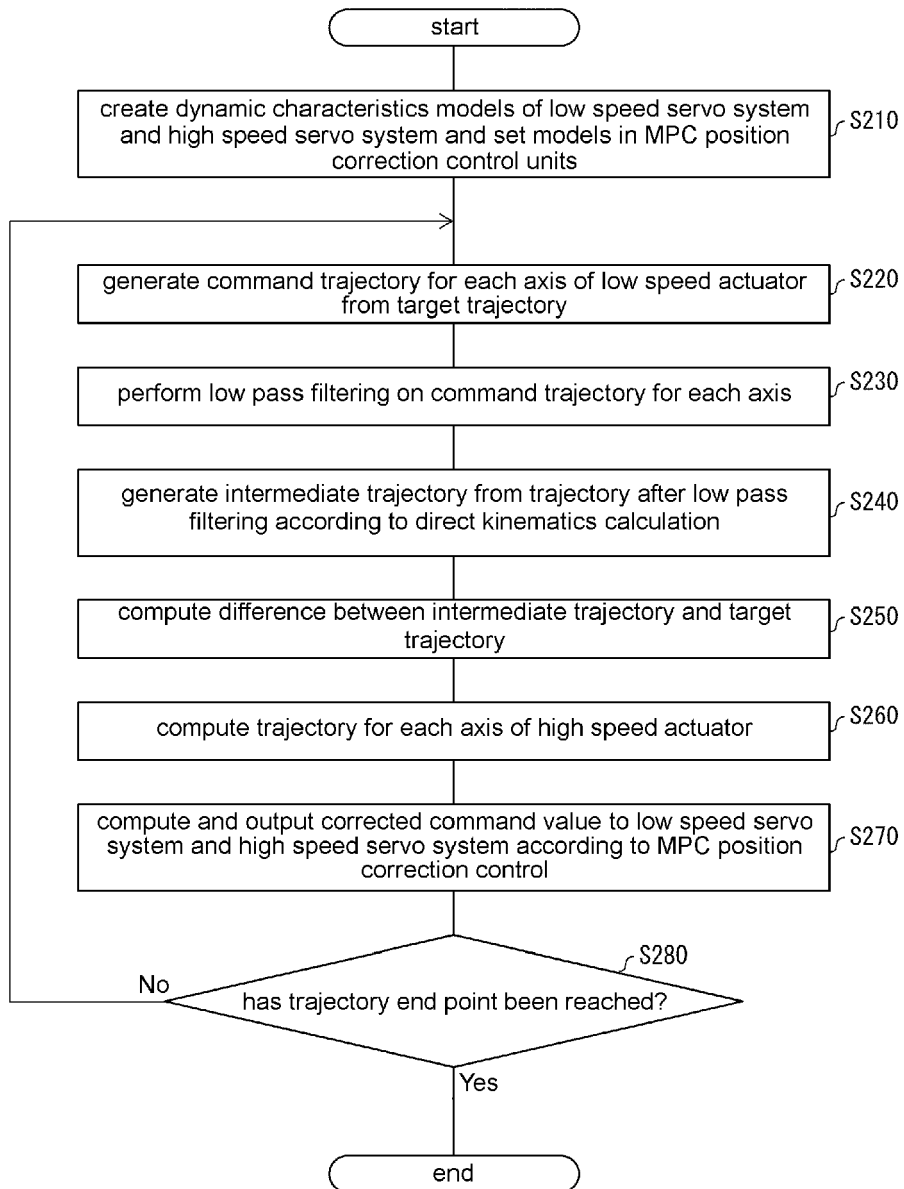 start
create dynamic characteristics models of low speed servo system
and high speed servo system and set models in MPC position
correction control units
S210
generate command trajectory for each axis of low speed actuator
from target trajectory
S220
perform low pass filtering on command trajectory for each axis
S230
generate intermediate trajectory from trajectory after low pass
filtering according to direct kinematics calculation
S240
compute difference between intermediate trajectory and target
trajectory
S250
compute trajectory for each axis of high speed actuator
S260
compute and output corrected command value to low speed servo
system and high speed servo system according to MPC position
correction control
S270
S280
No
has trajectory end point been reached?
Yes
end